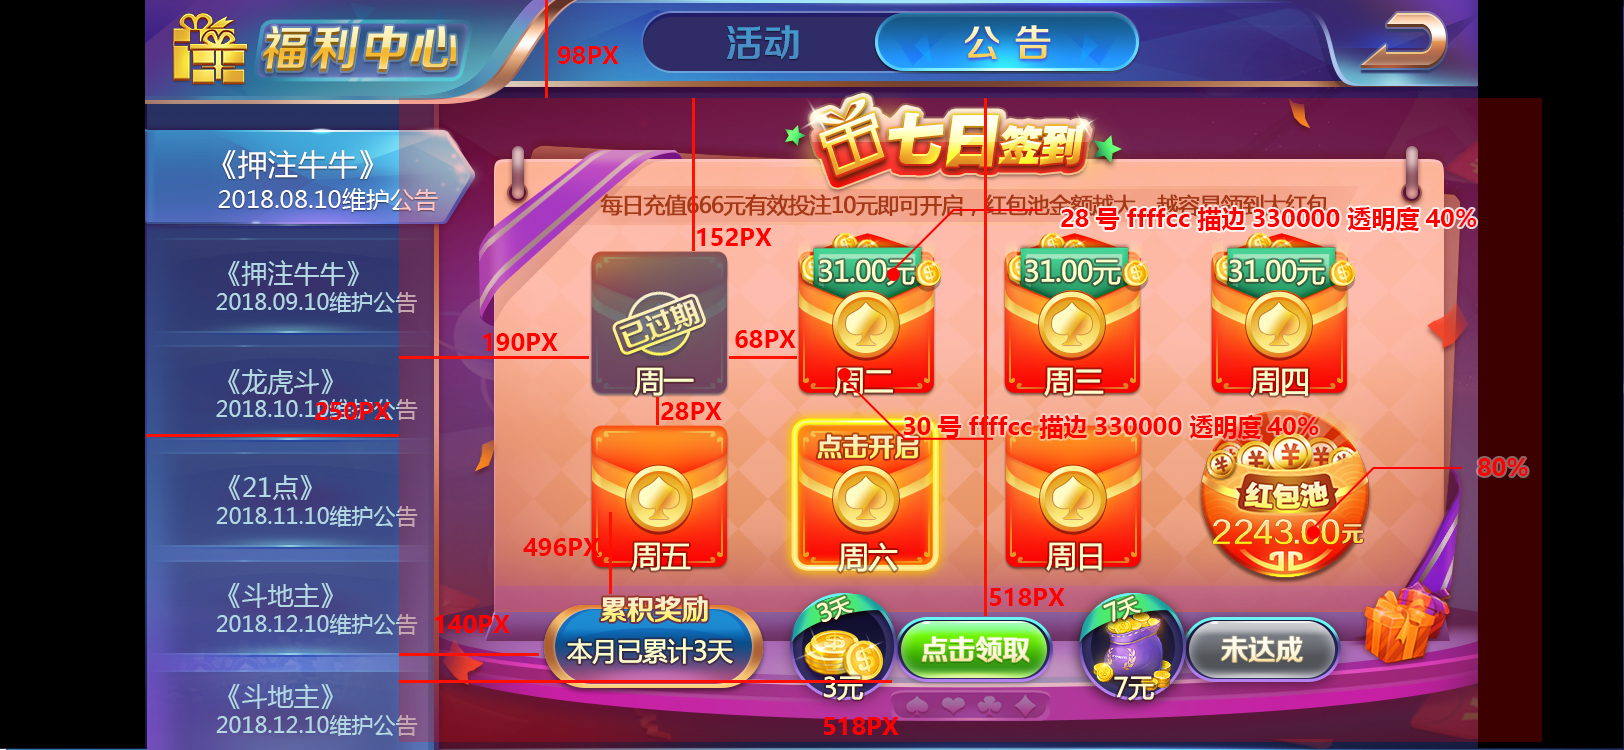 福利中心
活动
公告
98PX
七日签到
《押注牛牛》
2018.08.10维护公告
每日充值666元有效投注10元即可开启，红包池金额越大，越容易领到大红包
28 号 ffffcc 描边 330000 透明度 40%
152PX
《押注牛牛》
2018.09.10维护公告
31.00元
31.00元
31.00元
已过期
190PX
68PX
周一
周二
周三
周四
《龙虎斗》
2018.10.10维护公告
250PX
28PX
30 号 ffffcc 描边 330000 透明度 40%
点击开启
80%
《21点》
2018.11.10维护公告
红包池
2243.00元
496PX
周五
周六
周日
《斗地主》
2018.12.10维护公告
518PX
140PX
累积奖励
本月已累计3天
3天
3元
点击领取
7天
7元
未达成
《斗地主》
2018.12.10维护公告
518PX